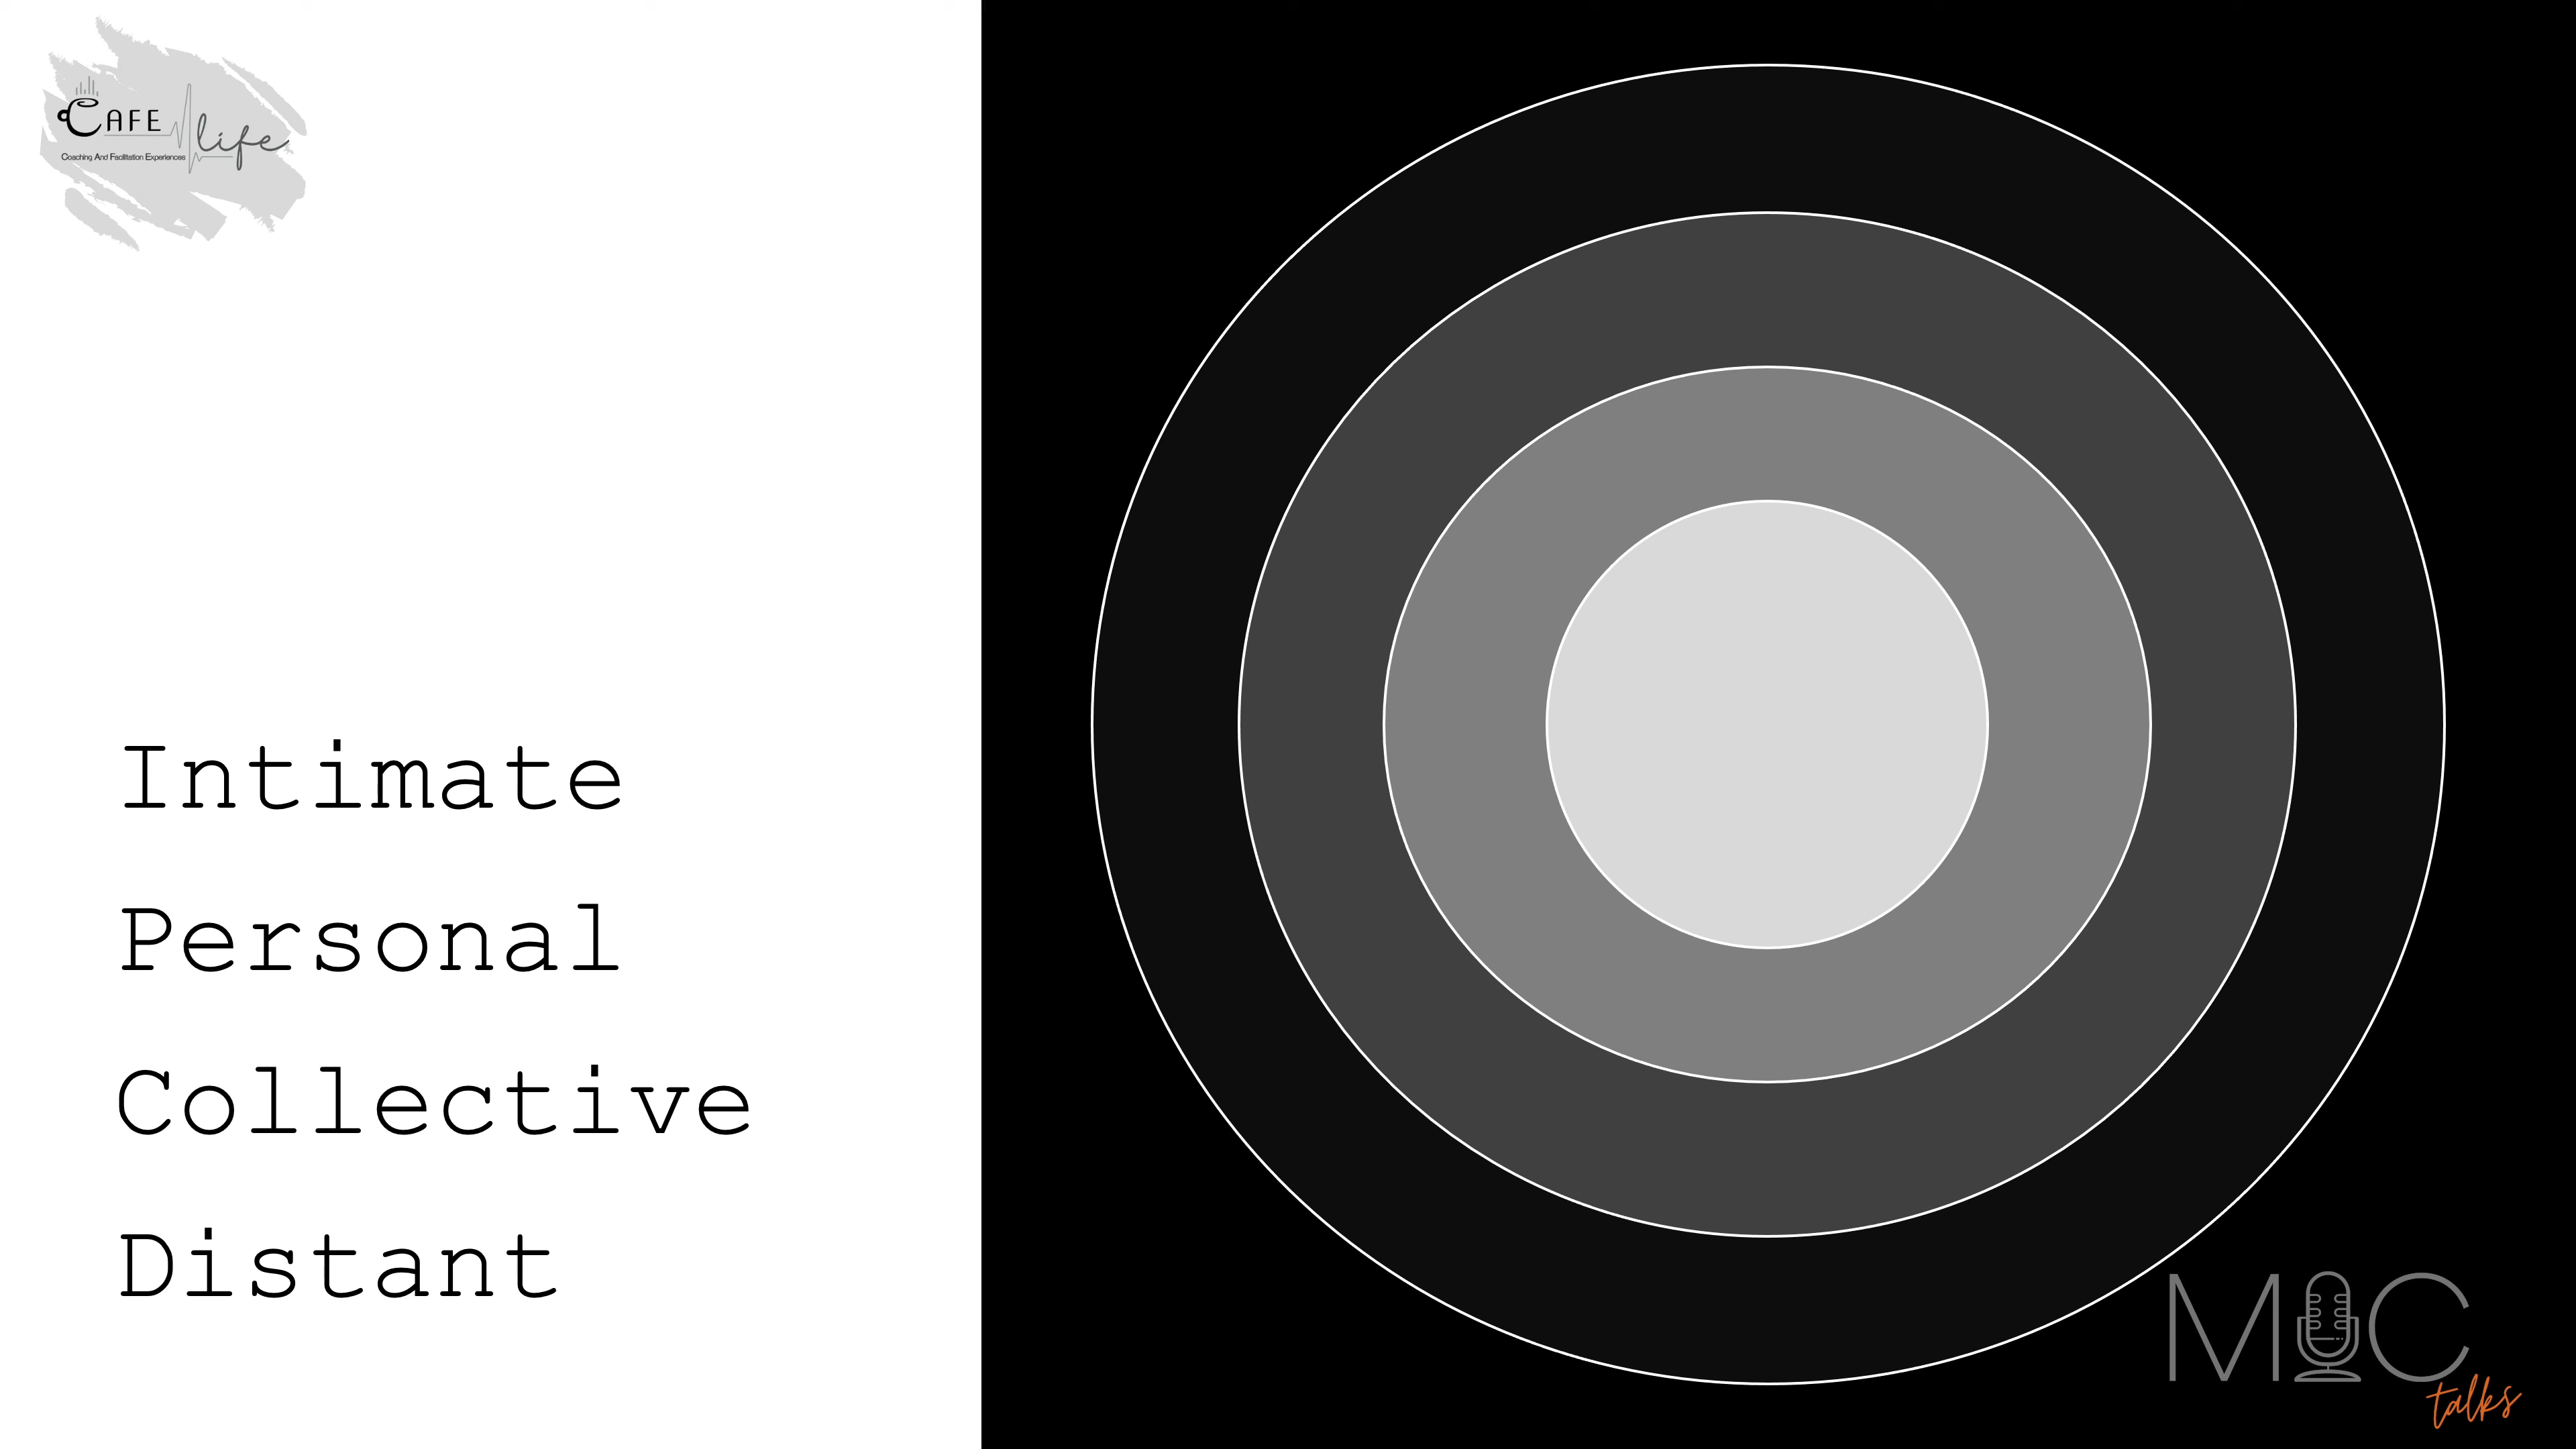 CAFE life
Coaching And Facilitation Experiences
Intimate
Personal
Collective
Distant
MIC
talks